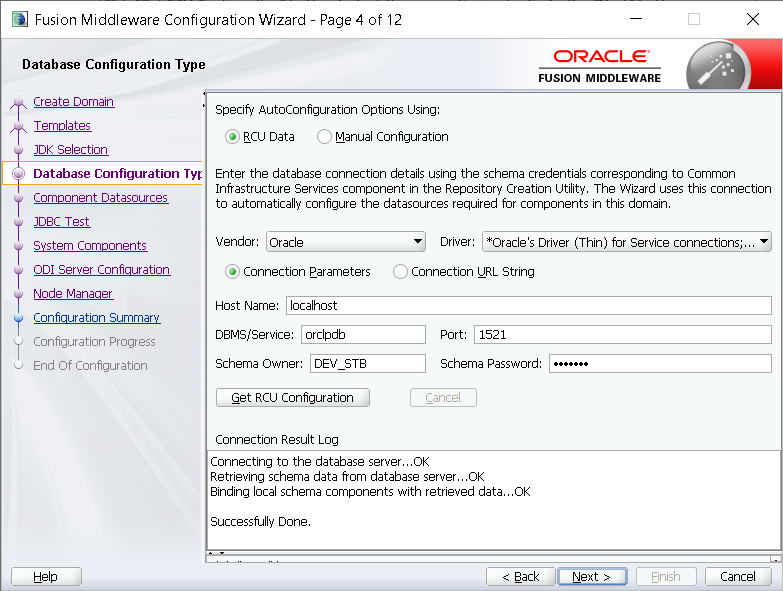 Fusion Middleware Configuration Wizard - Page 4 of 12
Database Configuration Type
ORACLE
FUSION MIDDLEWARE
Create Domain
Templates
JDK Selection
Database Configuration Typ
Component Datasources
JDBC Test
System Components
ODI Server Configuration
Node Manager
Configuration Summary
Configuration Progress
End Of Configuration
Specify AutoConfiguration Options Using:
RCU Data Manual Configuration
Enter the database connection details using the schema credentials corresponding to Common
Infrastructure Services component in the Repository Creation Utility. The Wizard uses this connection
to automatically configure the datasources required for components in this domain.
Vendor: Oracle Driver: *Oracle's Driver (Thin) for Service connections;...
Connection Parameters Connection URL String
Host Name: localhost
DBMS/Service: orclpdb Port: 1521
Schema Owner: DEV_STB Schema Password: •••••••
Get RCU Configuration Cancel
Connection Result Log
Connecting to the database server...OK
Retrieving schema data from database server...OK
Binding local schema components with retrieved data...OK
Successfully Done.
Help < Back Next > Finish Cancel